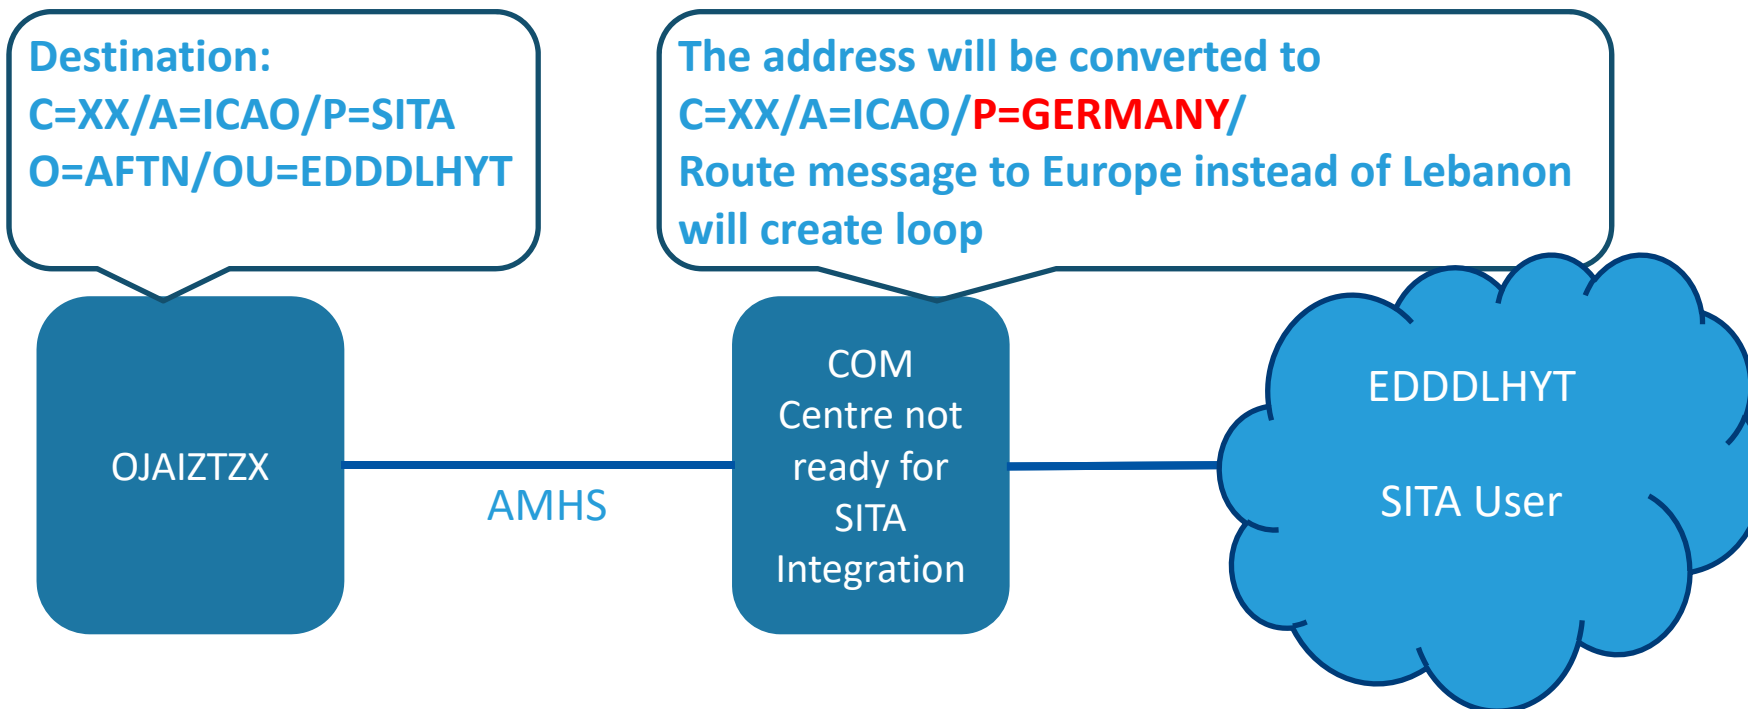 Destination:
C=XX/A=ICAO/P=SITA
O=AFTN/OU=EDDDLHYT
The address will be converted to
C=XX/A=ICAO/P=GERMANY/
Route message to Europe instead of Lebanon
will create loop
OJAIZTZX
AMHS
COM
Centre not
ready for
SITA
Integration
EDDDLHYT
SITA User